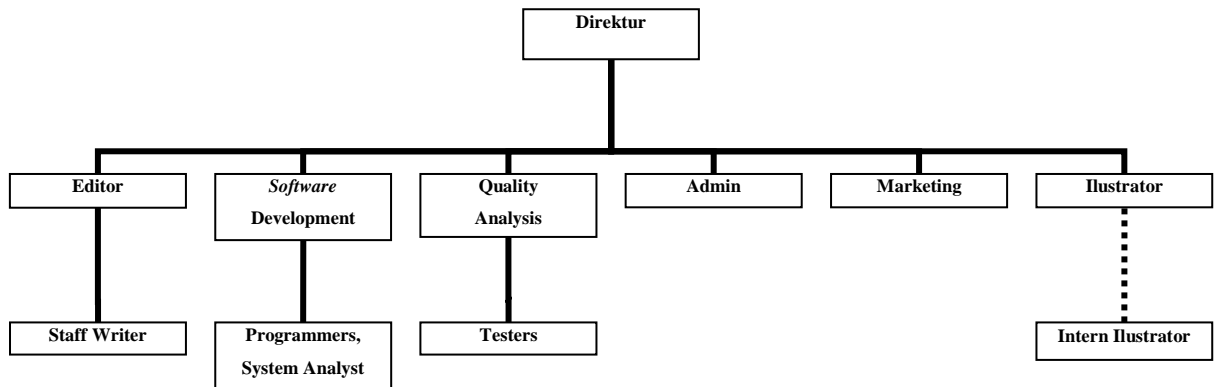 Direktur
Editor
Software
Development
Quality
Analysis
Admin
Marketing
Ilustrator
Staff Writer
Programmers,
System Analyst
Testers
Intern Ilustrator